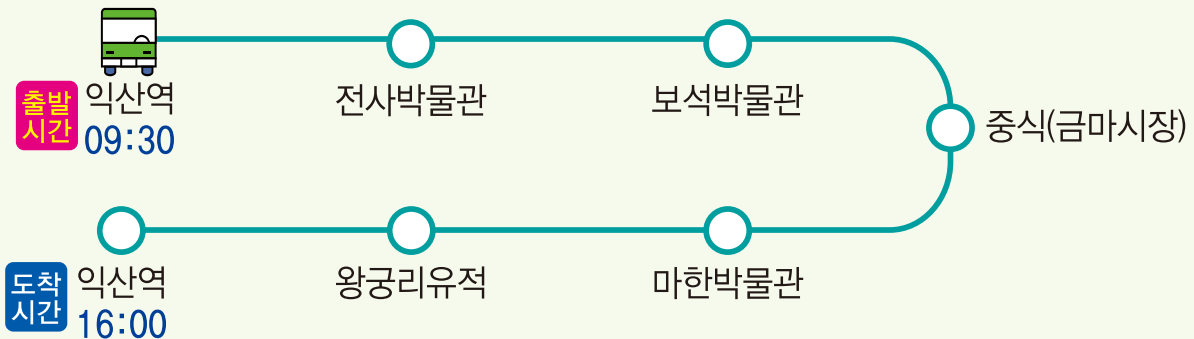 출발
시간
익산역
09:30
전사박물관
보석박물관
중식(금마시장)
마한박물관
왕궁리유적
도착
시간
익산역
16:00